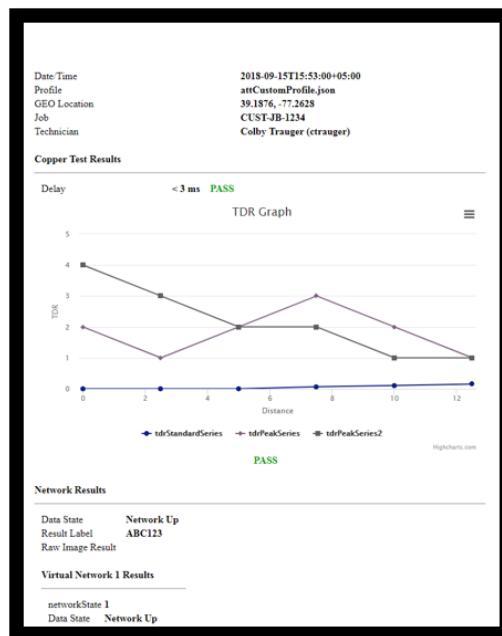 Date/Time 2018-09-15T15:53:00+05:00
Profile attCustomProfile.json
GEO Location 39.1876, -77.2628
Job CUST-JB-1234
Technician Colby Trauger (ctrauger)
Copper Test Results
Delay < 3 ms PASS
TDR Graph
5
4
3
2
1
0
TDR
0 2 4 6 8 10 12
Distance
tdrStandardSeries tdrPeakSeries tdrPeakSeries2
Highcharts.com
PASS
Network Results
Data State Network Up
Result Label ABC123
Raw Image Result
Virtual Network 1 Results
networkState 1
Data State Network Up